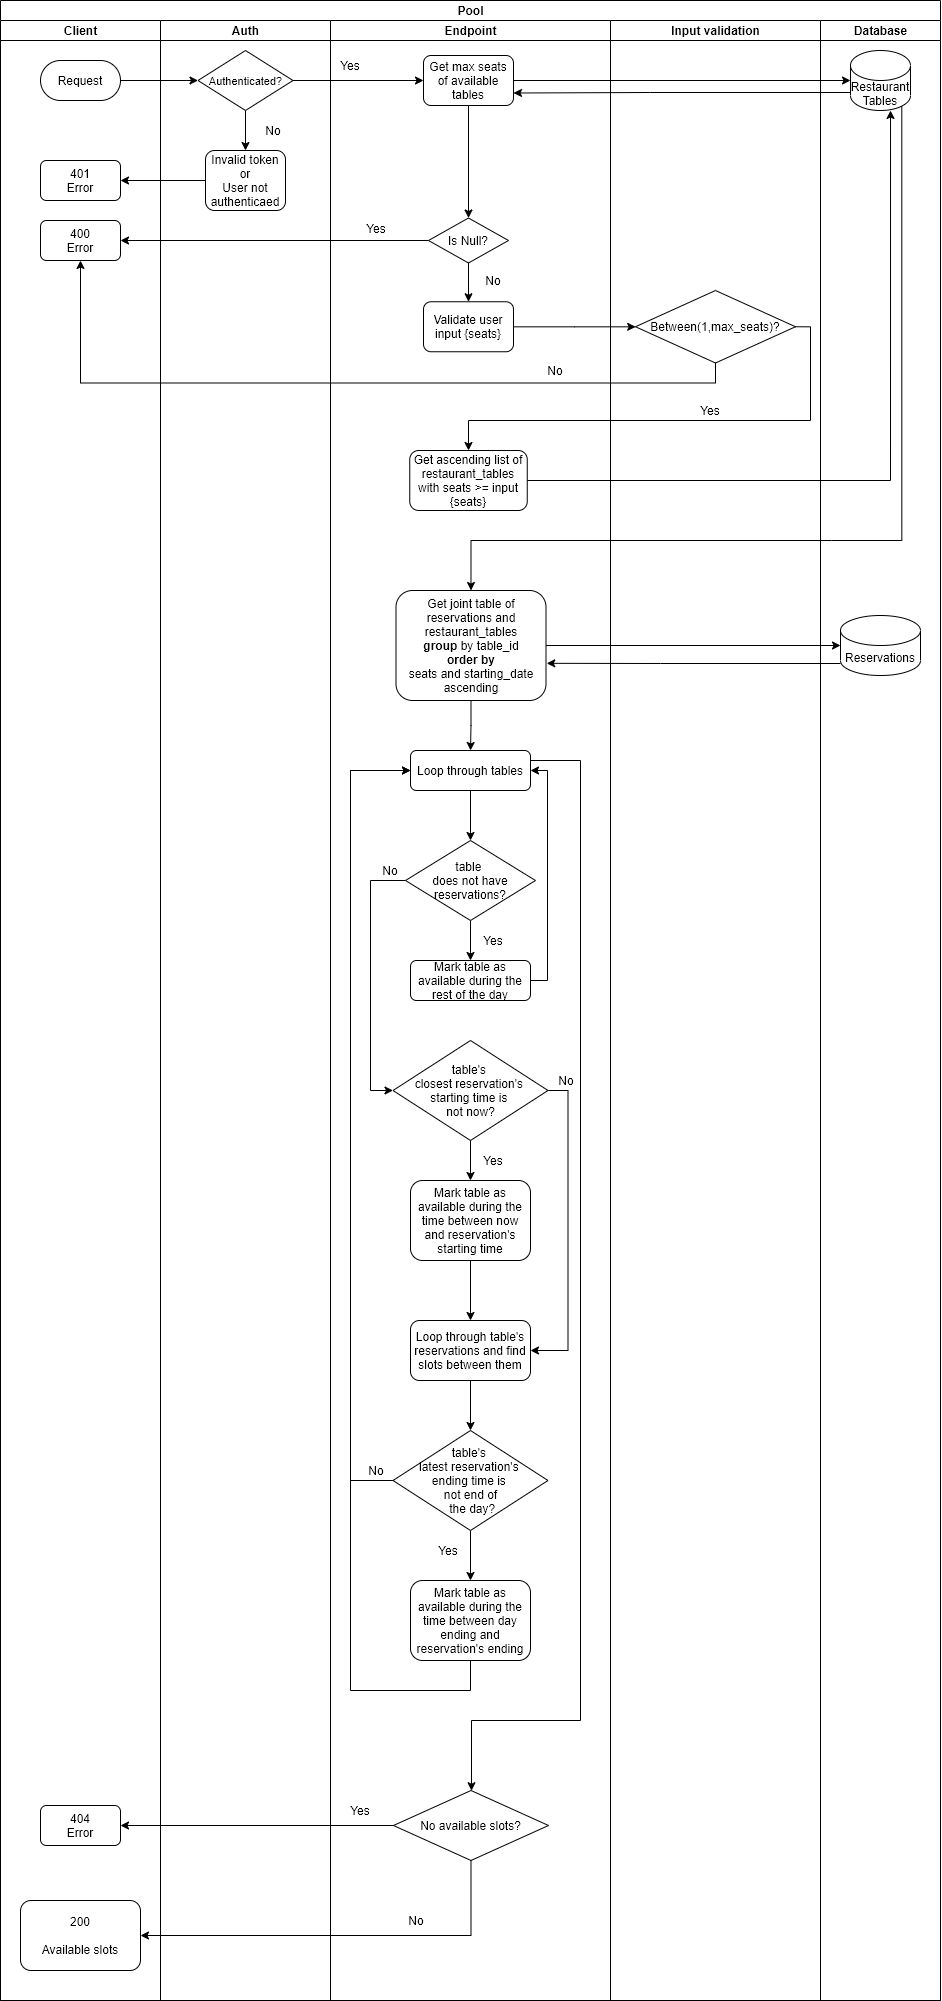 Pool
Client
Auth
Endpoint
Input validation
Database
Request
Authenticated?
Yes
Get max seats
of available
tables
Restaurant
Tables
No
Invalid token
or
User not
authenticaed
401
Error
400
Error
Yes
Is Null?
No
Validate user
input {seats}
Between(1,max_seats)?
No
Yes
Get ascending list of
restaurant_tables
with seats >= input
{seats}
Get joint table of
reservations and
restaurant_tables
group by table_id
order by
seats and starting_date
ascending
Reservations
Loop through tables
No
table
does not have
reservations?
Yes
Mark table as
available during the
rest of the day
table's
closest reservation's
starting time is
not now?
No
Yes
Mark table as
available during the
time between now
and reservation's
starting time
Loop through table's
reservations and find
slots between them
No
table's
latest reservation's
ending time is
not end of
the day?
Yes
Mark table as
available during the
time between day
ending and
reservation's ending
404
Error
Yes
No available slots?
No
200
Available slots